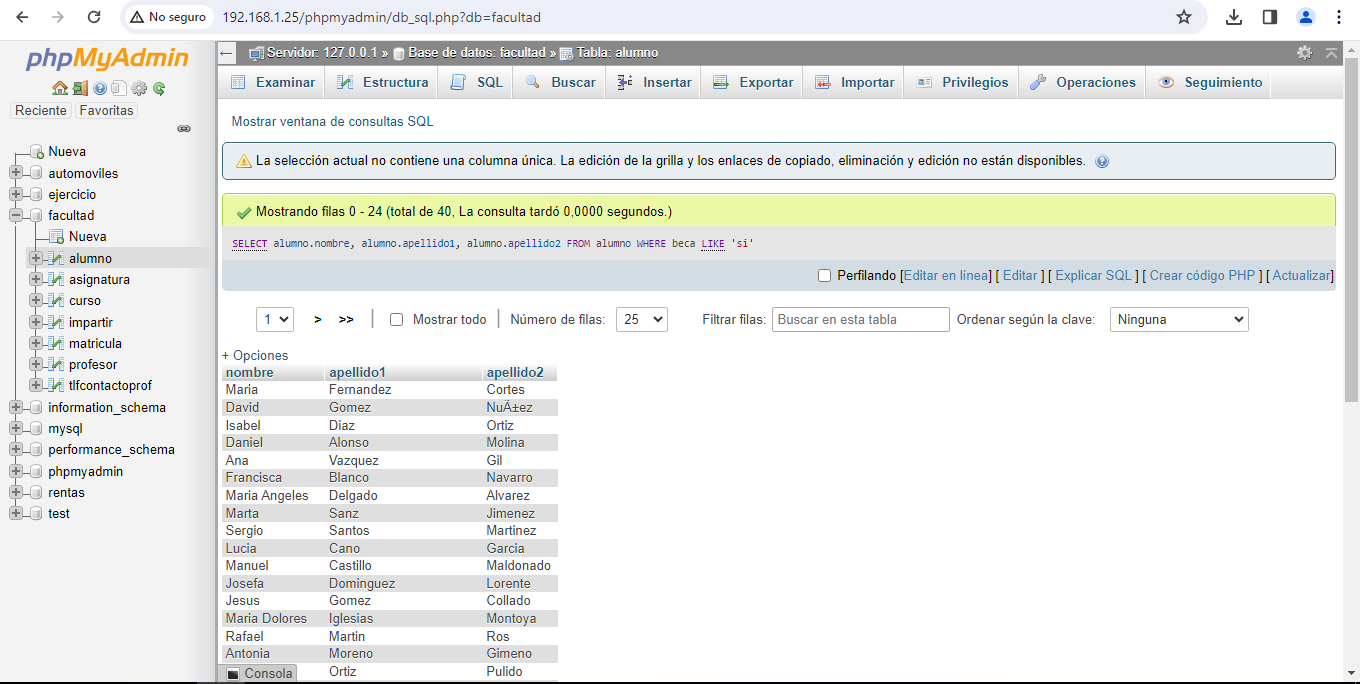 No seguro
192.168.1.25/phpmyadmin/db_sql.php?db=facultad
phpMyAdmin
Reciente Favoritas
Nueva
automoviles
ejercicio
facultad
Nueva
alumno
asignatura
curso
impartir
matricula
profesor
tlfcontactoprof
information_schema
mysql
performance_schema
phpmyadmin
rentas
test
Servidor: 127.0.0.1 » Base de datos: facultad » Tabla: alumno
Examinar Estructura SQL Buscar Insertar Exportar Importar Privilegios Operaciones Seguimiento
Mostrar ventana de consultas SQL
La selección actual no contiene una columna única. La edición de la grilla y los enlaces de copiado, eliminación y edición no están disponibles.
Mostrando filas 0 - 24 (total de 40, La consulta tardó 0,0000 segundos.)
SELECT alumno.nombre, alumno.apellido1, alumno.apellido2 FROM alumno WHERE beca LIKE 'si'
Perfilando [Editar en línea] [ Editar ] [ Explicar SQL ] [ Crear código PHP ] [ Actualizar]
1 > >> | Mostrar todo | Número de filas: 25 Filtrar filas: Buscar en esta tabla Ordenar según la clave: Ninguna
+ Opciones
nombre apellido1 apellido2
Maria Fernandez Cortes
David Gomez NuÃ±ez
Isabel Diaz Ortiz
Daniel Alonso Molina
Ana Vazquez Gil
Francisca Blanco Navarro
Maria Angeles Delgado Alvarez
Marta Sanz Jimenez
Sergio Santos Martinez
Lucia Cano Garcia
Manuel Castillo Maldonado
Josefa Dominguez Lorente
Jesus Gomez Collado
Maria Dolores Iglesias Montoya
Rafael Martin Ros
Antonia Moreno Gimeno
Consola Ortiz Pulido